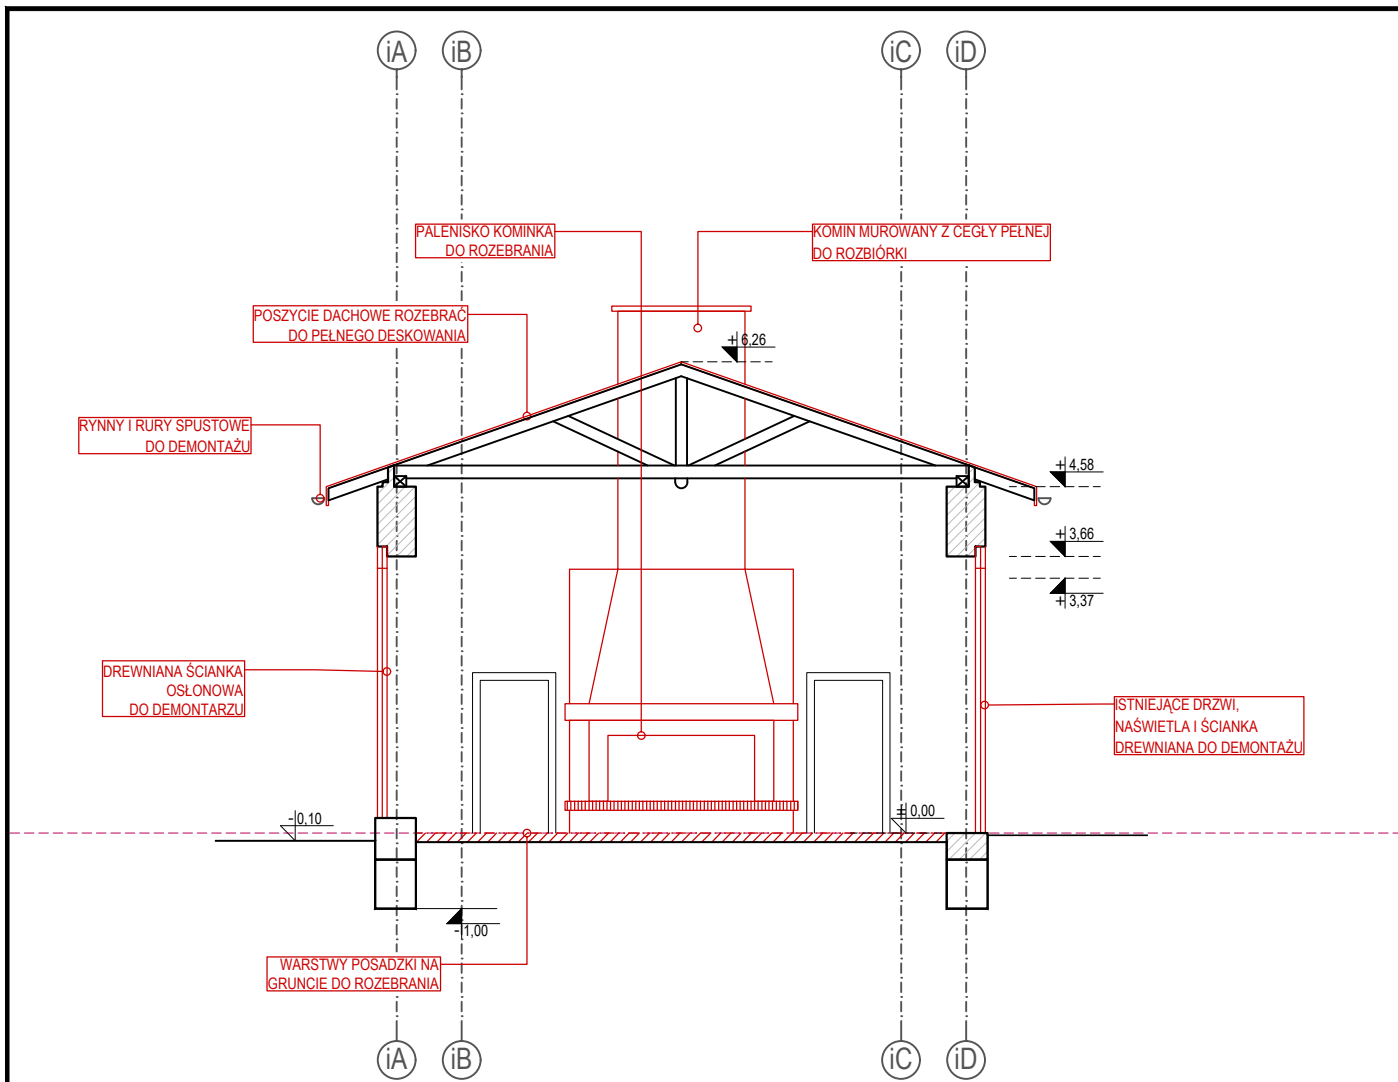 iA
iB
iC
iD
PALENISKO KOMINKA
DO ROZEBRANIA
KOMIN MUROWANY Z CEGŁY PEŁNEJ
DO ROZBIÓRKI
POSZYCIE DACHOWE ROZEBRAĆ
DO PEŁNEGO DESKOWANIA
+ 6,26
RYNNY I RURY SPUSTOWE
DO DEMONTAŻU
+ 4,58
+ 3,66
+ 3,37
DREWNIANA ŚCIANKA
OSŁONOWA
DO DEMONTARZU
ISTNIEJĄCE DRZWI,
NAŚWIETLA I ŚCIANKA
DREWNIANA DO DEMONTAŻU
- 0,10
± 0,00
- 1,00
WARSTWY POSADZKI NA
GRUNCIE DO ROZEBRANIA
iA
iB
iC
iD